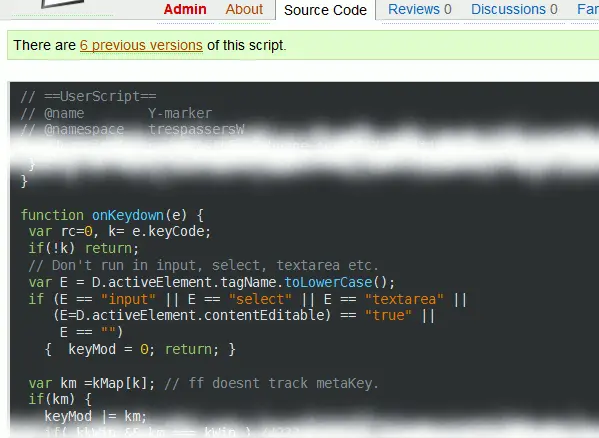 Admin About Source Code Reviews 0 Discussions 0
There are 6 previous versions of this script.
// ==UserScript==
// @name Y-marker
// @namespace trespassersW
}
}
function onKeydown(e) {
var rc=0, k= e.keyCode;
if(!k) return;
// Don't run in input, select, textarea etc.
var E = D.activeElement.tagName.toLowerCase();
if (E == "input" || E == "select" || E == "textarea" ||
(E=D.activeElement.contentEditable) == "true" ||
E == "")
{ keyMod = 0; return; }
var km =kMap[k]; // ff doesnt track metaKey.
if(km) {
keyMod |= km;